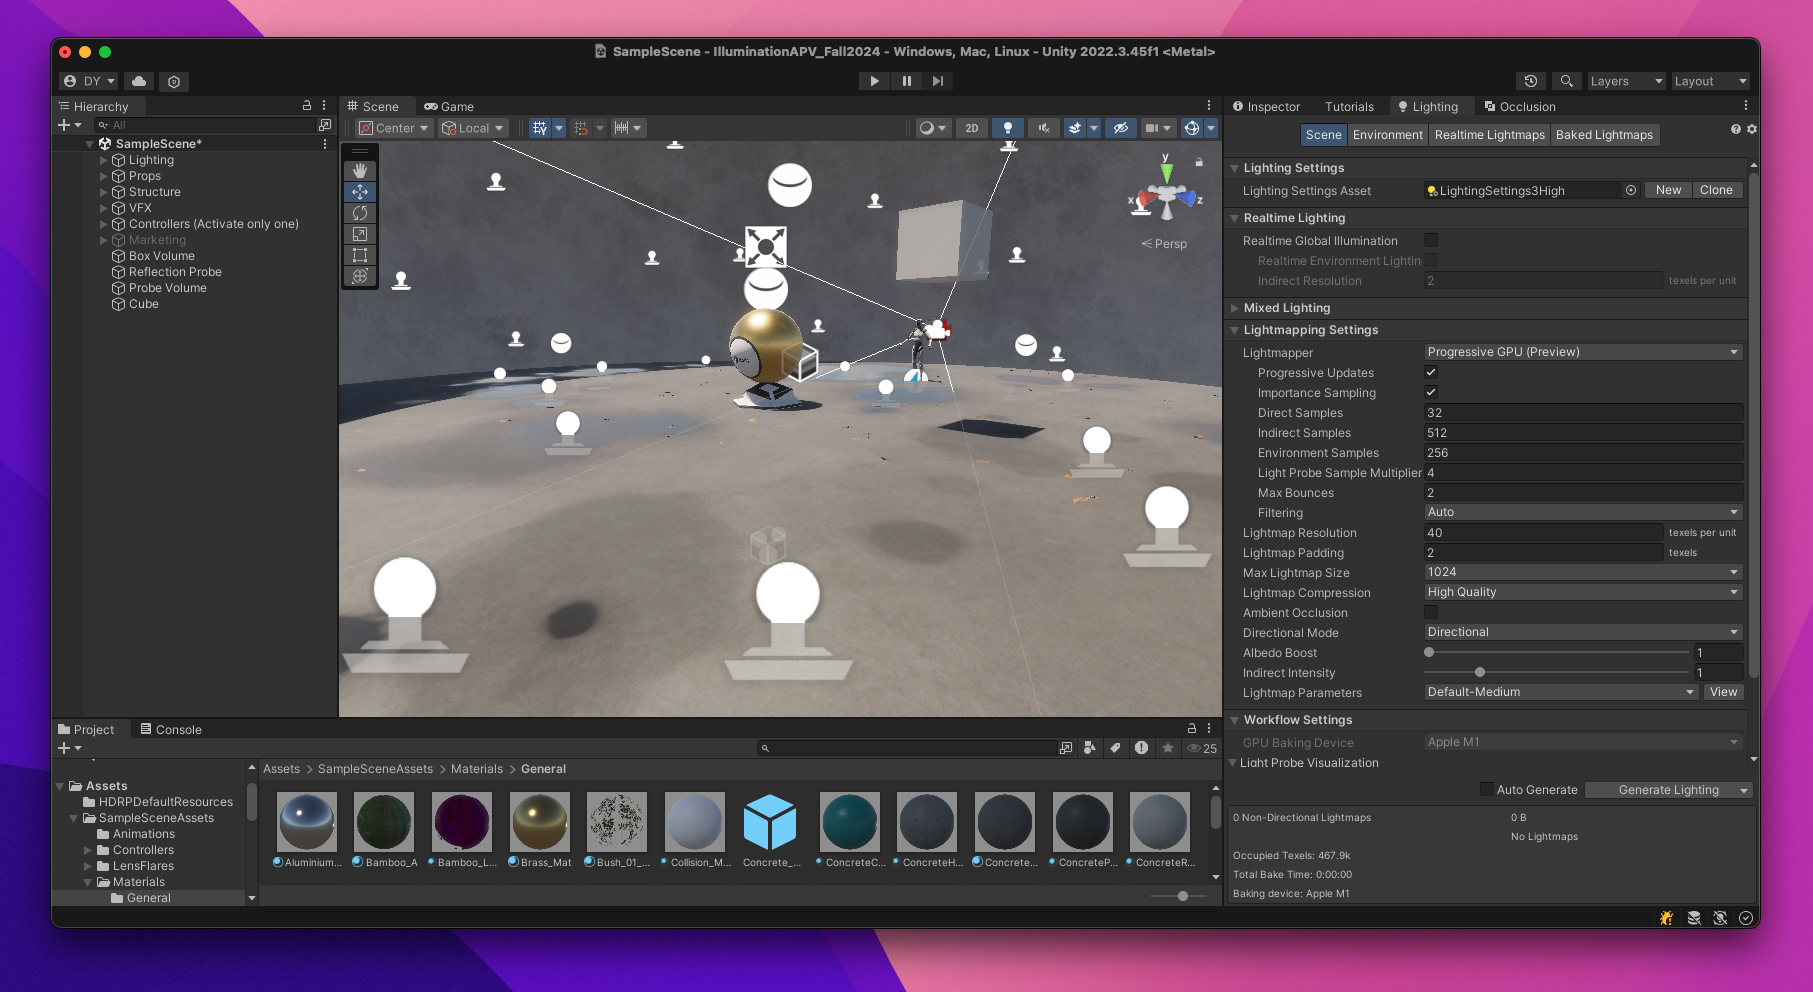 SampleScene - IlluminationAPV_Fall2024 - Windows, Mac, Linux - Unity 2022.3.45f1 <Metal>
DY
Layers
Layout
Hierarchy
All
SampleScene*
Lighting
Props
Structure
VFX
Controllers (Activate only one)
Marketing
Box Volume
Reflection Probe
Probe Volume
Cube
Scene
Game
Center
Local
2D
y
x
z
Persp
Inspector
Tutorials
Lighting
Occlusion
Scene
Environment
Realtime Lightmaps
Baked Lightmaps
Lighting Settings
Lighting Settings Asset
LightingSettings3High
New
Clone
Realtime Lighting
Realtime Global Illumination
Realtime Environment Lightin
Indirect Resolution
2
texels per unit
Mixed Lighting
Lightmapping Settings
Lightmapper
Progressive GPU (Preview)
Progressive Updates
Importance Sampling
Direct Samples
32
Indirect Samples
512
Environment Samples
256
Light Probe Sample Multiplier
4
Max Bounces
2
Filtering
Auto
Lightmap Resolution
40
texels per unit
Lightmap Padding
2
texels
Max Lightmap Size
1024
Lightmap Compression
High Quality
Ambient Occlusion
Directional Mode
Directional
Albedo Boost
1
Indirect Intensity
1
Lightmap Parameters
Default-Medium
View
Workflow Settings
GPU Baking Device
Apple M1
Light Probe Visualization
Auto Generate
Generate Lighting
0 Non-Directional Lightmaps
0 B
No Lightmaps
Occupied Texels: 467.9k
Total Bake Time: 0:00:00
Baking device: Apple M1
Project
Console
25
Assets
HDRPDefaultResources
SampleSceneAssets
Animations
Controllers
LensFlares
Materials
General
Assets > SampleSceneAssets > Materials > General
Aluminium...
Bamboo_A
Bamboo_L...
Brass_Mat
Bush_01_...
Collision_M...
Concrete_...
ConcreteC...
ConcreteH...
Concrete...
ConcreteP...
ConcreteR...